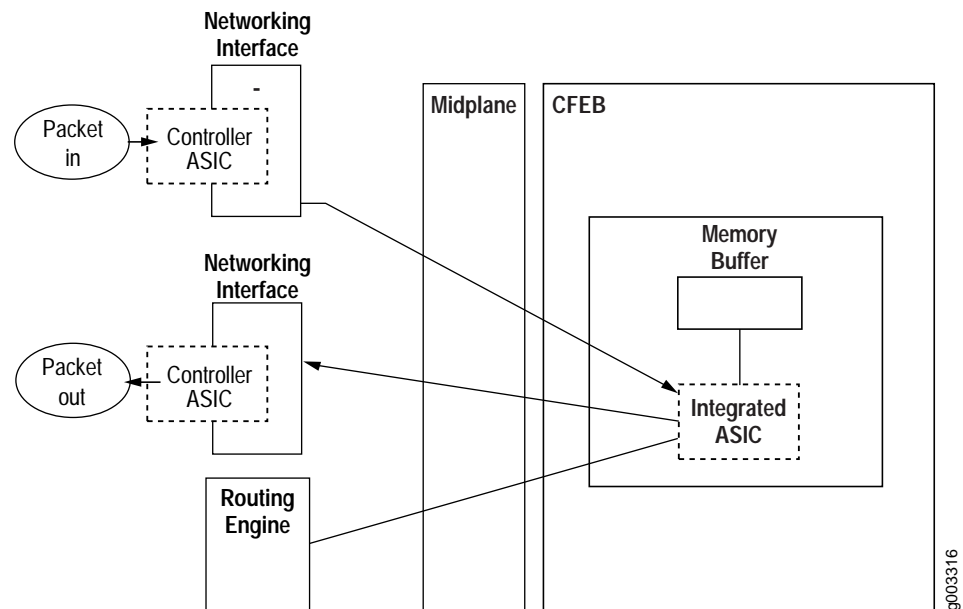 Networking
Interface
-
Packet
in
Controller
ASIC
Midplane
CFEB
Memory
Buffer
Networking
Interface
Packet
out
Controller
ASIC
Integrated
ASIC
Routing
Engine
g003316